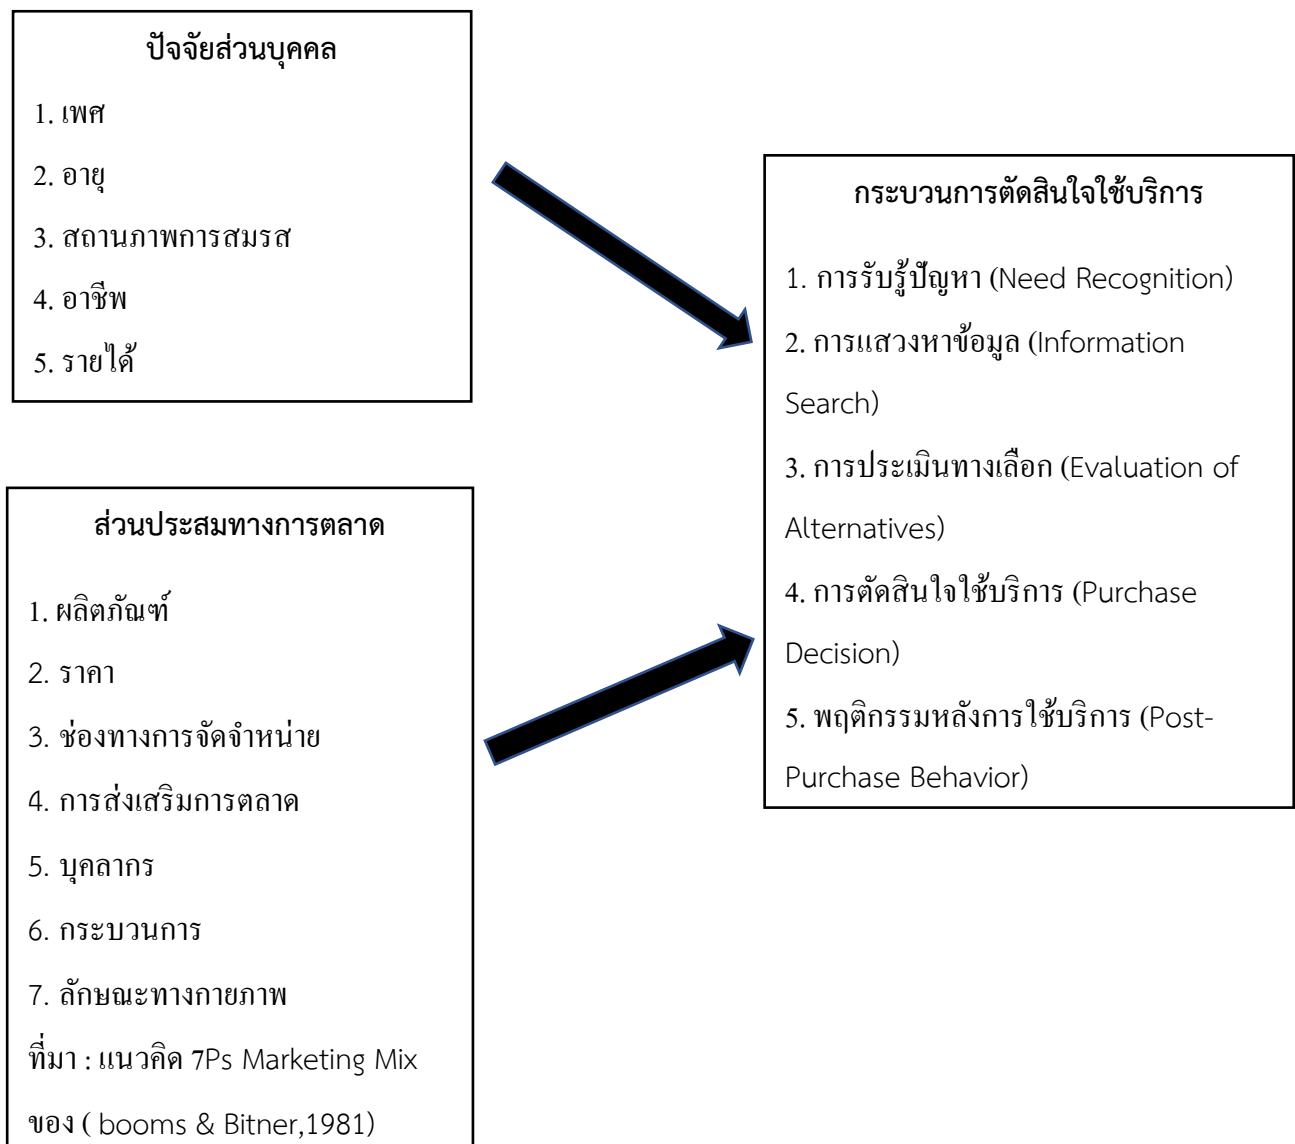 ปัจจัยส่วนบุคคล
1. เพศ
2. อายุ
3. สถานภาพการสมรส
4. อาชีพ
5. รายได้
ส่วนประสมทางการตลาด
1. ผลิตภัณฑ์
2. ราคา
3. ช่องทางการจัดจำหน่าย
4. การส่งเสริมการตลาด
5. บุคลากร
6. กระบวนการ
7. ลักษณะทางกายภาพ
ที่มา : แนวคิด 7Ps Marketing Mix
ของ ( booms & Bitner,1981)
กระบวนการตัดสินใจใช้บริการ
1. การรับรู้ปัญหา (Need Recognition)
2. การแสวงหาข้อมูล (Information
Search)
3. การประเมินทางเลือก (Evaluation of
Alternatives)
4. การตัดสินใจใช้บริการ (Purchase
Decision)
5. พฤติกรรมหลังการใช้บริการ (Post-
Purchase Behavior)